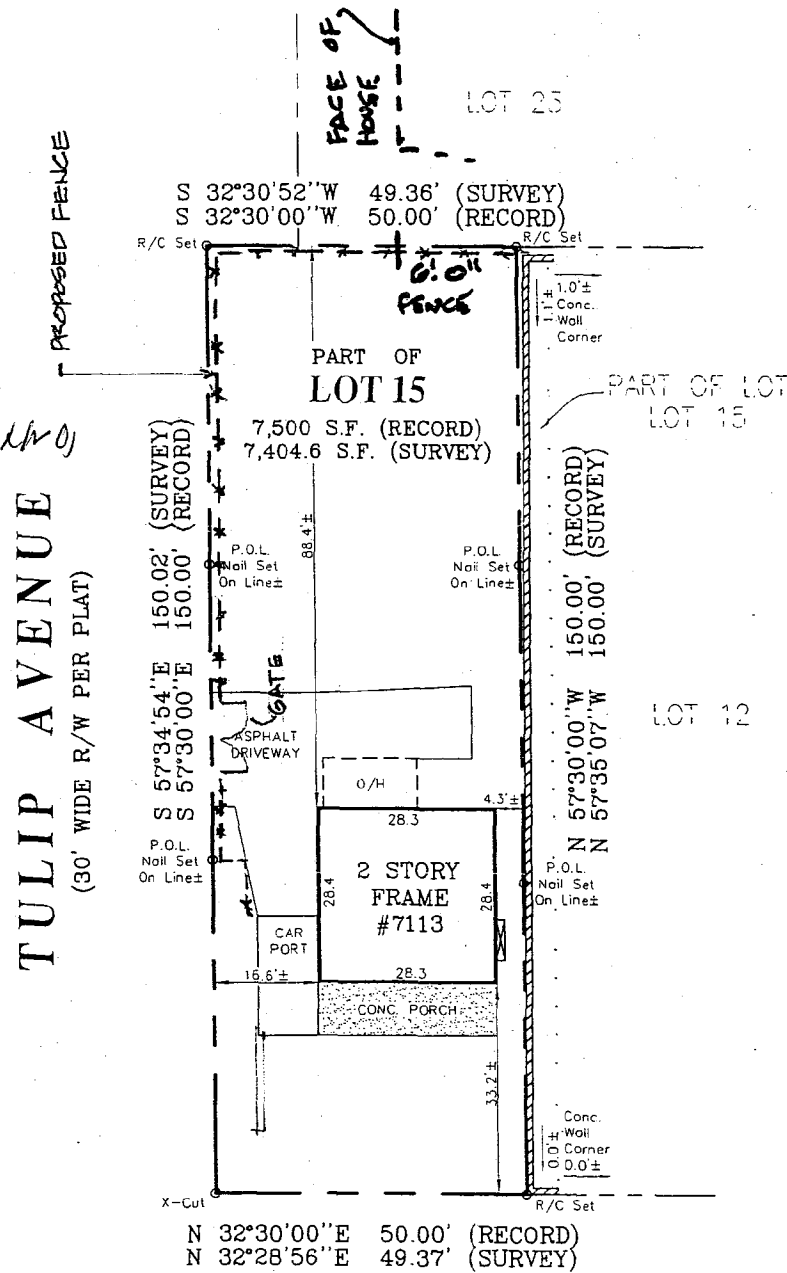 FACE OF
HOUSE
LOT 23
PROPOSED FENCE
S 32°30'52"W 49.36' (SURVEY)
S 32°30'00"W 50.00' (RECORD)
R/C Set
R/C Set
6'.0"
FENCE
1.0'±
1.1'±
Conc.
Wall
Corner
PART OF
LOT 15
7,500 S.F. (RECORD)
7,404.6 S.F. (SURVEY)
PART OF LOT
LOT 15
TULIP AVENUE
(30' WIDE R/W PER PLAT)
S 57°34'54"E 150.02' (SURVEY)
S 57°30'00"E 150.00' (RECORD)
P.O.L.
Nail Set
On Line±
88.4'±
P.O.L.
Nail Set
On Line±
N 57°30'00"W 150.00' (RECORD)
N 57°35'07"W 150.00' (SURVEY)
LOT 12
GATE
ASPHALT
DRIVEWAY
O/H
4.3'±
28.3
P.O.L.
Nail Set
On Line±
2 STORY
FRAME
#7113
28.4
28.4
P.O.L.
Nail Set
On Line±
CAR
PORT
16.6'±
28.3
CONC. PORCH
33.2'±
Conc.
Wall
Corner
0.0'±
0.0'±
X-Cut
R/C Set
N 32°30'00"E 50.00' (RECORD)
N 32°28'56"E 49.37' (SURVEY)